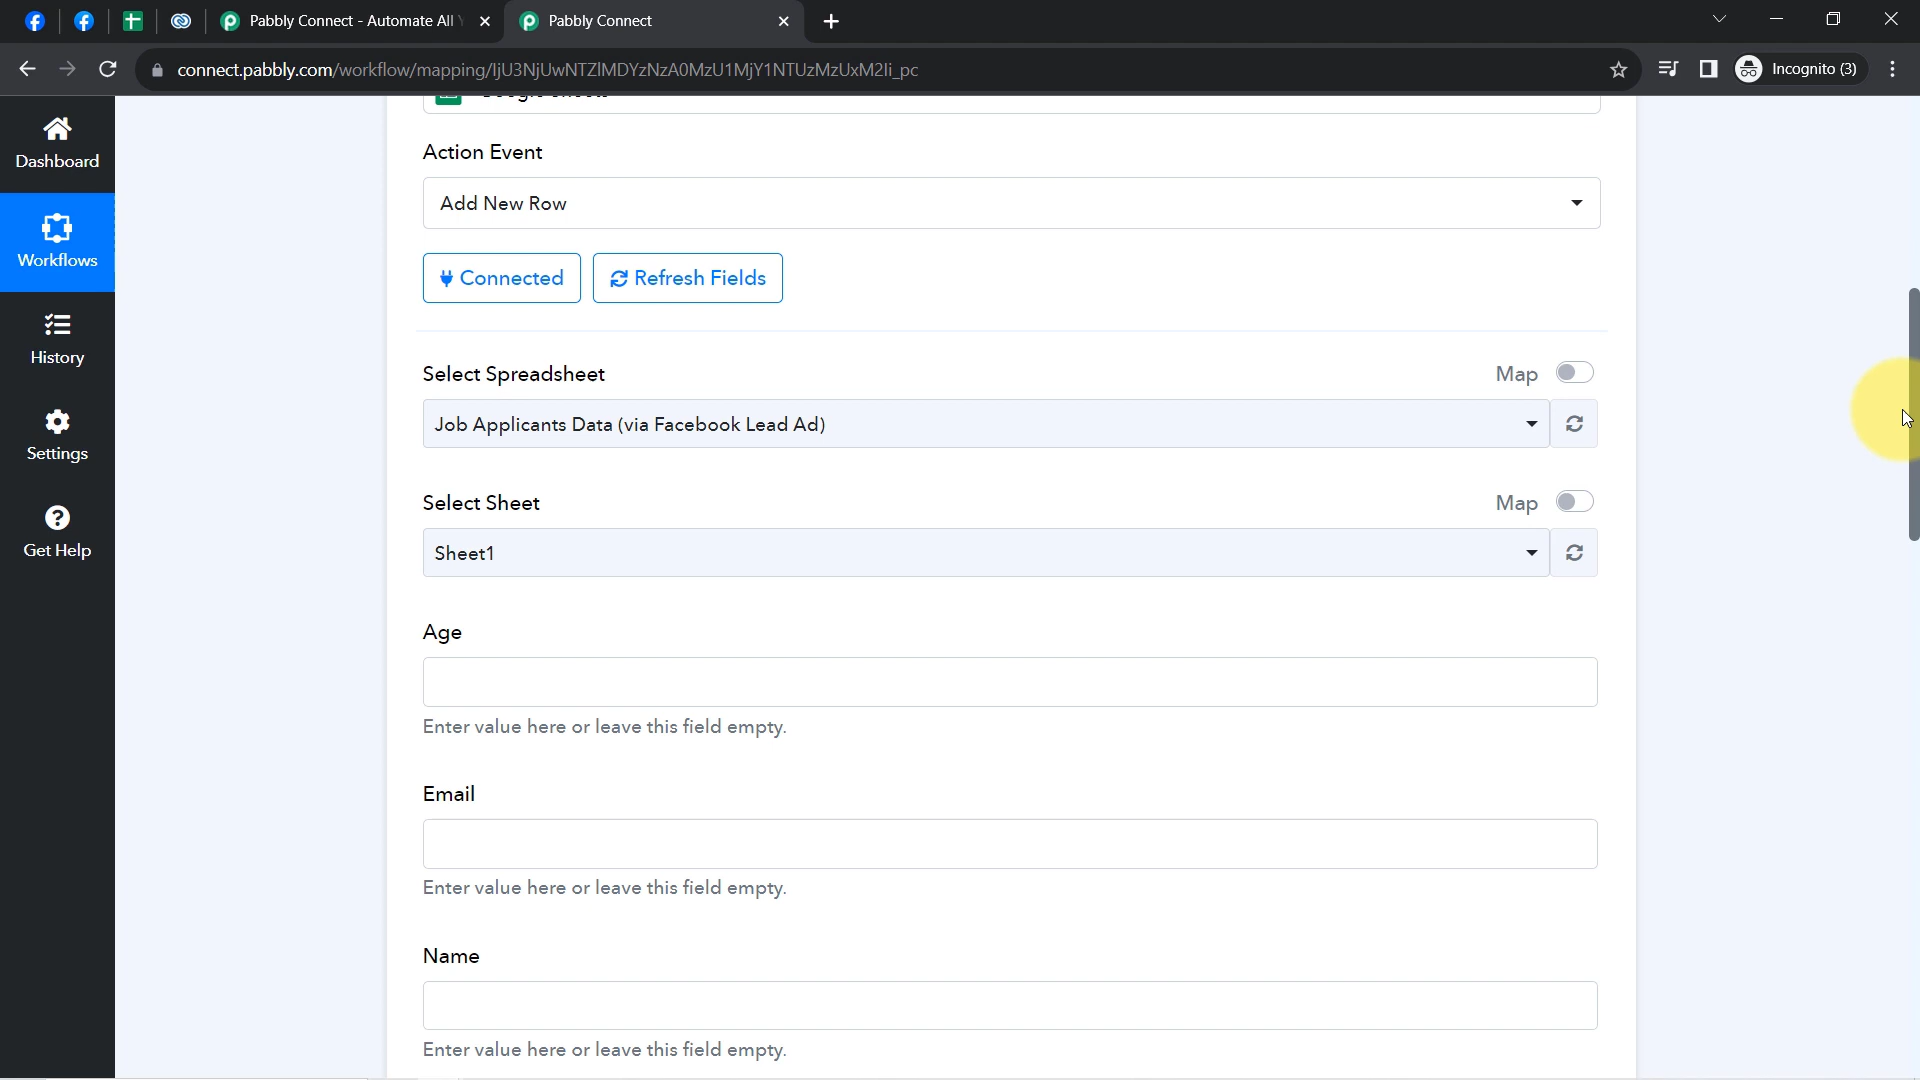 Pabbly Connect - Automate All
Pabbly Connect
connect.pabbly.com/workflow/mapping/IjU3NjUwNTZlMDYzNzA0MzU1MjY1NTUzMzUxM2Ii_pc
Incognito (3)
Dashboard
Workflows
History
Settings
Get Help
Action Event
Add New Row
Connected
Refresh Fields
Select Spreadsheet
Map
Job Applicants Data (via Facebook Lead Ad)
Select Sheet
Map
Sheet1
Age
Enter value here or leave this field empty.
Email
Enter value here or leave this field empty.
Name
Enter value here or leave this field empty.